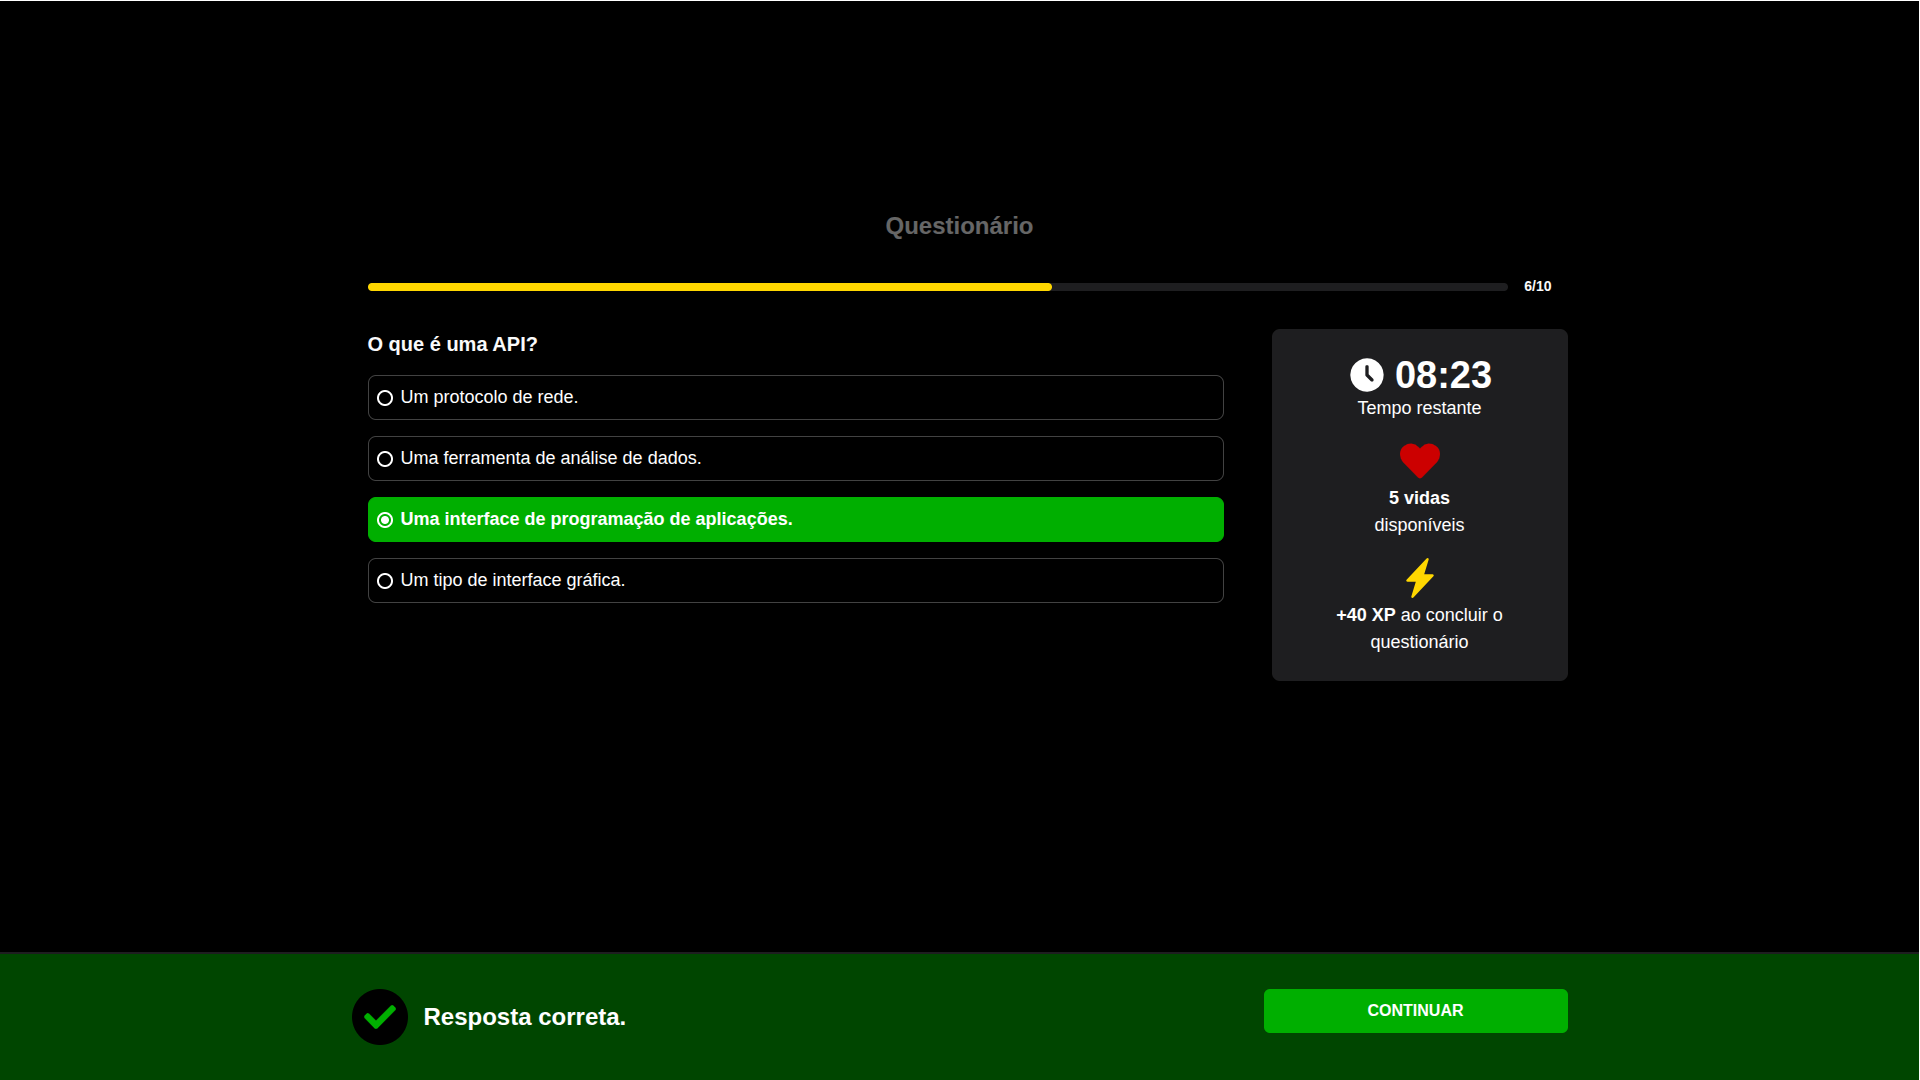 Questionário
6/10
O que é uma API?
Um protocolo de rede.
Uma ferramenta de análise de dados.
Uma interface de programação de aplicações.
Um tipo de interface gráfica.
08:23
Tempo restante
5 vidas
disponíveis
+40 XP ao concluir o
questionário
Resposta correta.
CONTINUAR